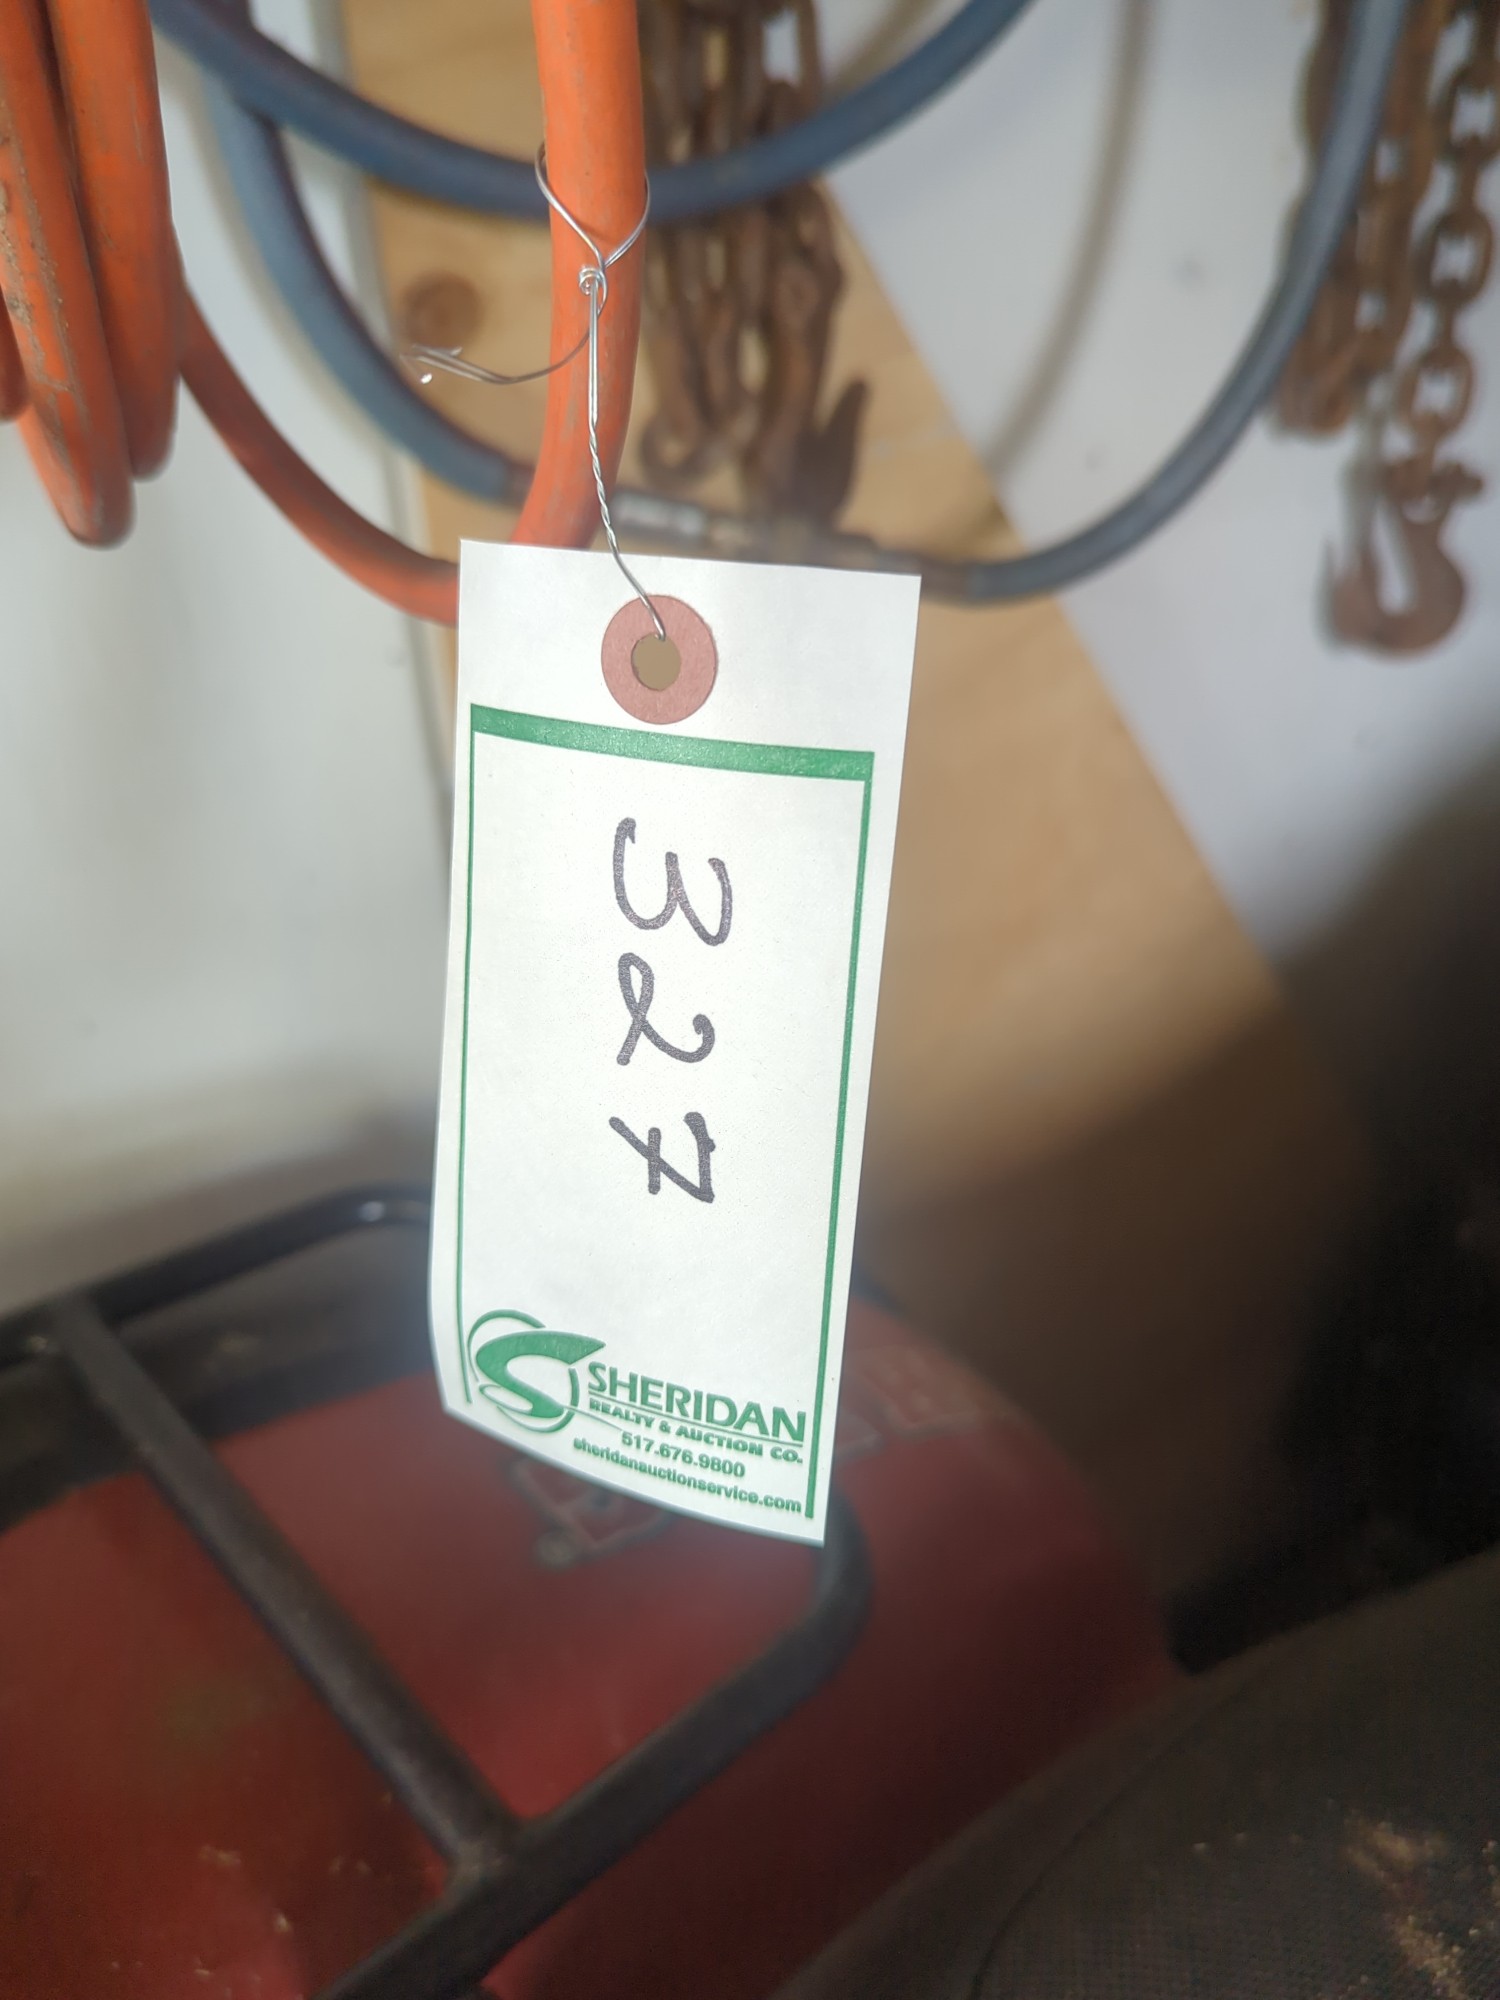 327
SHERIDAN
REALTY & AUCTION CO.
517.676.9800
sheridanauctionservice.com